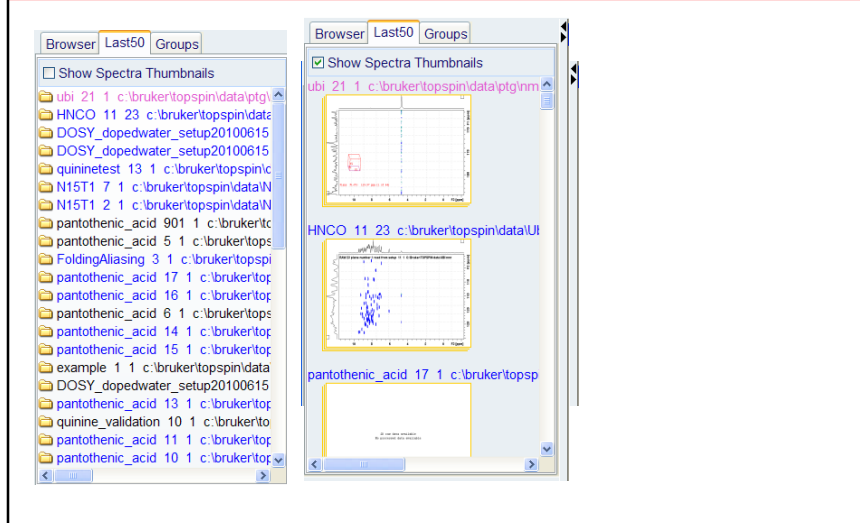 Browser Last50 Groups
Show Spectra Thumbnails
ubi 21 1 c:\bruker\topspin\data\ptg\
HNCO 11 23 c:\bruker\topspin\data
DOSY_dopedwater_setup20100615
DOSY_dopedwater_setup20100615
quininetest 13 1 c:\bruker\topspin\c
N15T1 7 1 c:\bruker\topspin\data\N
N15T1 2 1 c:\bruker\topspin\data\N
pantothenic_acid 901 1 c:\bruker\tc
pantothenic_acid 5 1 c:\bruker\tops
FoldingAliasing 3 1 c:\bruker\topspi
pantothenic_acid 17 1 c:\bruker\top
pantothenic_acid 16 1 c:\bruker\top
pantothenic_acid 6 1 c:\bruker\tops
pantothenic_acid 14 1 c:\bruker\top
pantothenic_acid 15 1 c:\bruker\top
example 1 1 c:\bruker\topspin\data\
DOSY_dopedwater_setup20100615
pantothenic_acid 13 1 c:\bruker\top
quinine_validation 10 1 c:\bruker\to
pantothenic_acid 11 1 c:\bruker\top
pantothenic_acid 10 1 c:\bruker\top
Browser Last50 Groups
Show Spectra Thumbnails
ubi 21 1 c:\bruker\topspin\data\ptg\nm
HNCO 11 23 c:\bruker\topspin\data\Ul
pantothenic_acid 17 1 c:\bruker\topsp